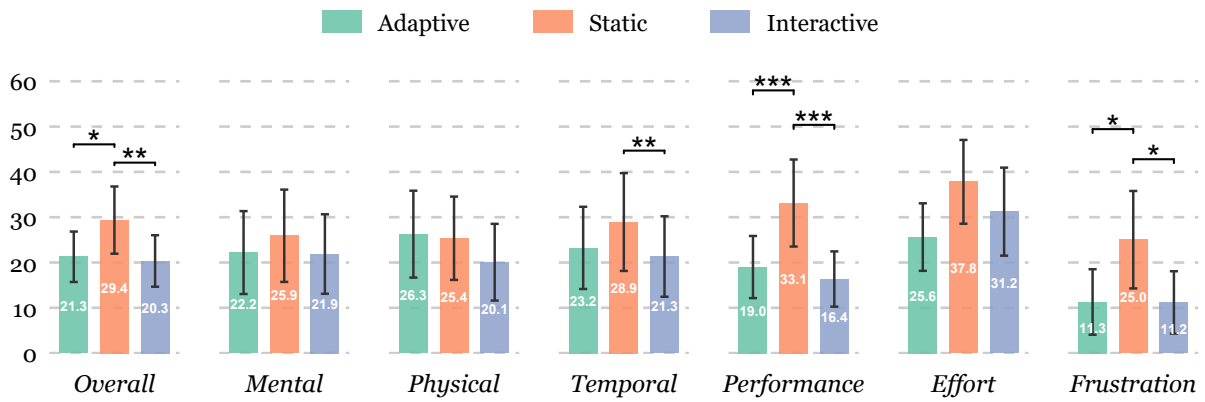 Adaptive Static Interactive
60
50
40
30
20
10
0
* ** ** *** *** * *
21.3 29.4 20.3 22.2 25.9 21.9 26.3 25.4 20.1 23.2 28.9 21.3 19.0 33.1 16.4 25.6 37.8 31.2 11.3 25.0 11.2
Overall Mental Physical Temporal Performance Effort Frustration